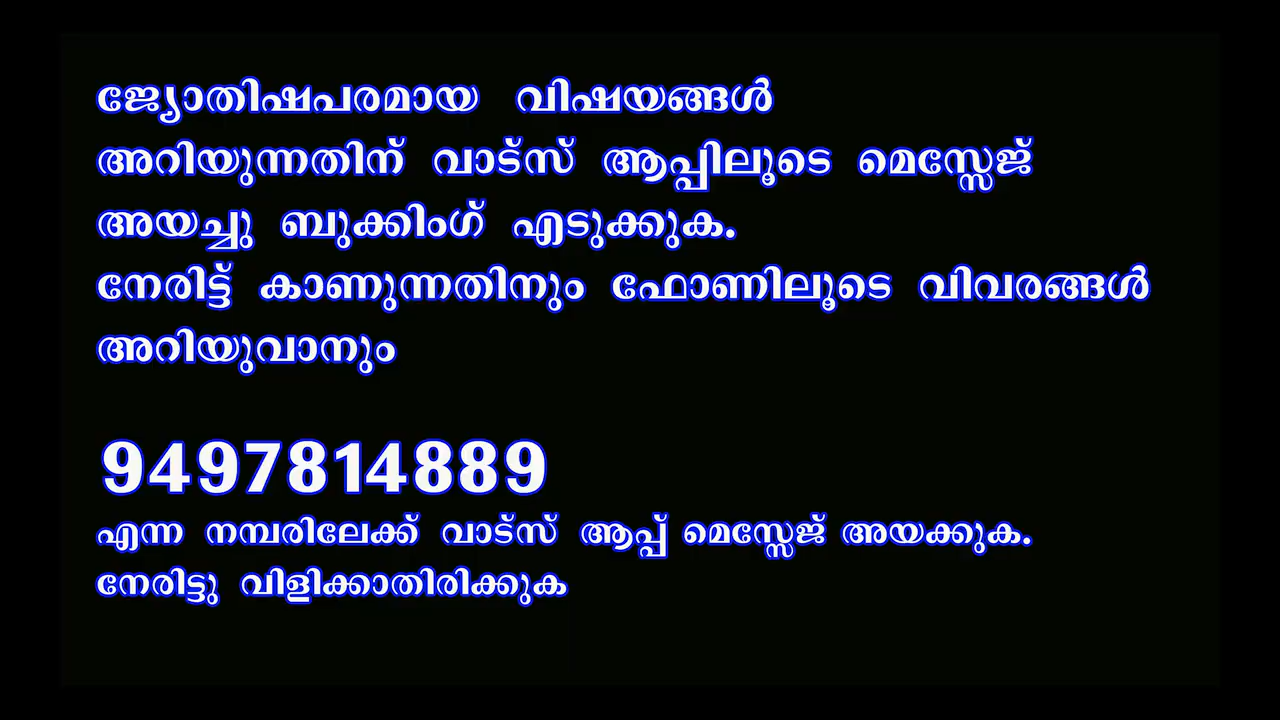 ജ്യോതിഷപരമായ വിഷയങ്ങൾ
അറിയുന്നതിന് വാട്സ് ആപ്പിലൂടെ മെസ്സേജ്
അയച്ചു ബുക്കിംഗ് എടുക്കുക.
നേരിട്ട് കാണുന്നതിനും ഫോണിലൂടെ വിവരങ്ങൾ
അറിയുവാനും
9497814889
എന്ന നമ്പരിലേക്ക് വാട്സ് ആപ്പ് മെസ്സേജ് അയക്കുക.
നേരിട്ടു വിളിക്കാതിരിക്കുക